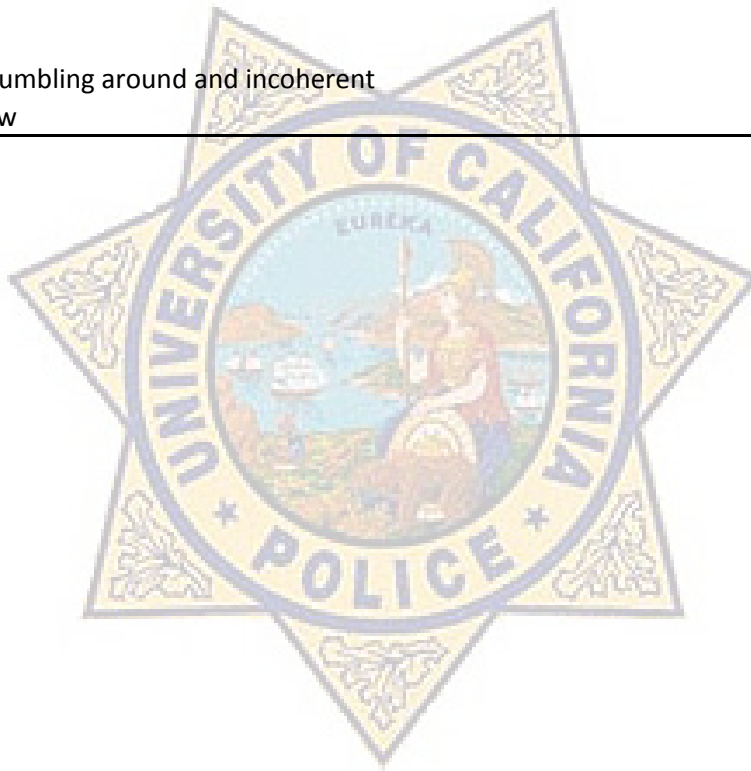 umbling around and incoherent
w
UNIVERSITY OF CALIFORNIA
EUREKA
★ POLICE ★